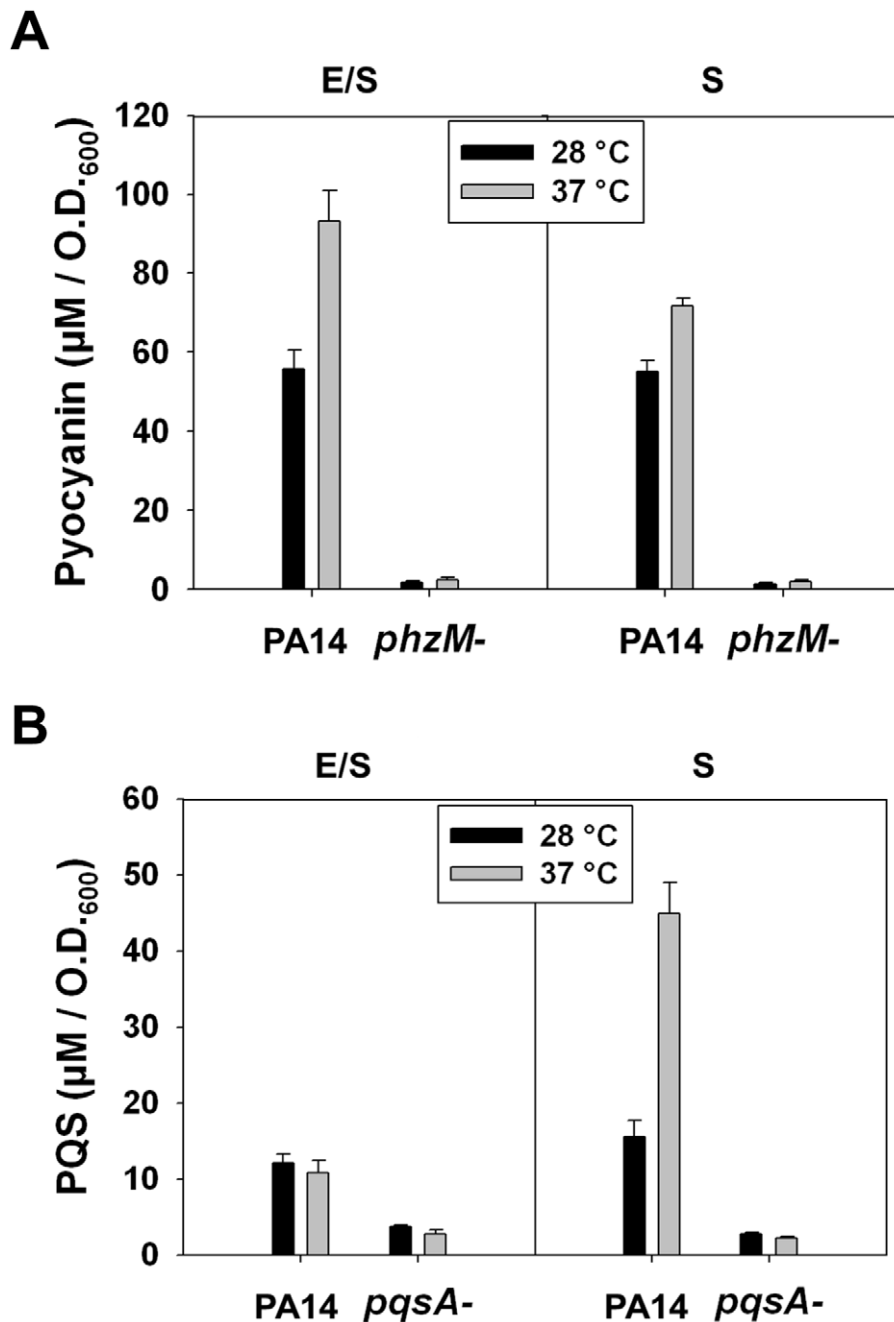 A
E/S S
120
28 °C
37 °C
100
80
60
40
20
0
Pyocyanin (µM / O.D.600)
PA14 phzM- PA14 phzM-
B
E/S S
60
28 °C
37 °C
50
40
30
20
10
0
PQS (µM / O.D.600)
PA14 pqsA- PA14 pqsA-